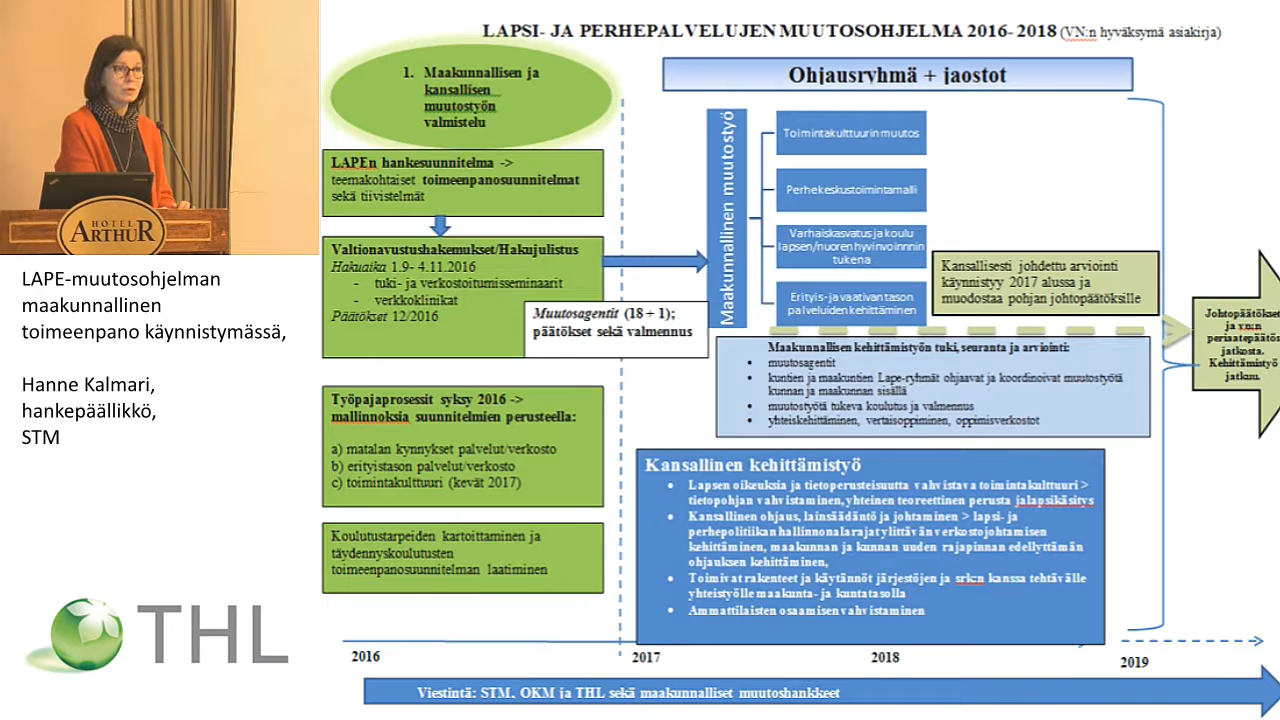 LAPSI- JA PERHEPALVELUJEN MUUTOSOHJELMA 2016- 2018 (VN:n hyväksymä asiakirja)
1. Maakunnallisen ja
kansallisen
muutostyön
valmistelu
Ohjausryhmä + jaostot
LAPEn hankesuunnitelma ->
teemakohtaiset toimeenpanosuunnitelmat
sekä tiivistelmät
Valtionavustushakemukset/Hakujulistus
Hakuaika 1.9- 4.11.2016
- tuki- ja verkostoitumisseminaarit
- verkkoklinikat
Päätökset 12/2016
Muutosagentit (18 + 1);
päätökset sekä valmennus
Työpajaprosessit syksy 2016 ->
mallinnoksia suunnitelmien perusteella:
a) matalan kynnykset palvelut/verkosto
b) erityistason palvelut/verkosto
c) toimintakulttuuri (kevät 2017)
Koulutustarpeiden kartoittaminen ja
täydennyskoulutusten
toimeenpanosuunnitelman laatiminen
Maakunnallinen muutostyö
Toimintakulttuurin muutos
Perhekeskustoimintamalli
Varhaiskasvatus ja koulu
lapsen/nuoren hyvinvoinnnin
tukena
Erityis- ja vaativan tason
palveluiden kehittäminen
Kansallisesti johdettu arviointi
käynnistyy 2017 alussa ja
muodostaa pohjan johtopäätöksille
Johtopäätökset
ja vn:n
periaatepäätös
jatkosta.
Kehittämistyö
jatkuu.
Maakunnallisen kehittämistyön tuki, seuranta ja arviointi:
• muutosagentit
• kuntien ja maakuntien Lape-ryhmät ohjaavat ja koordinoivat muutostyötä
kunnan ja maakunnan sisällä
• muutostyötä tukeva koulutus ja valmennus
• yhteiskehittäminen, vertaisoppiminen, oppimisverkostot
Kansallinen kehittämistyö
• Lapsen oikeuksia ja tietoperusteisuutta vahvistava toimintakulttuuri >
tietopohjan vahvistaminen, yhteinen teoreettinen perusta ja lapsikäsitys
• Kansallinen ohjaus, lainsäädäntö ja johtaminen > lapsi- ja
perhepolitiikan hallinnonalarajat ylittävän verkostojohtamisen
kehittäminen, maakunnan ja kunnan uuden rajapinnan edellyttämän
ohjauksen kehittäminen,
• Toimivat rakenteet ja käytännöt järjestöjen ja srk:n kanssa tehtävälle
yhteistyölle maakunta- ja kuntatasolla
• Ammattilaisten osaamisen vahvistaminen
2016
2017
2018
2019
Viestintä: STM, OKM ja THL sekä maakunnalliset muutoshankkeet
HOTEL
ARTHUR
LAPE-muutosohjelman
maakunnallinen
toimeenpano käynnistymässä,
Hanne Kalmari,
hankepäällikkö,
STM
THL